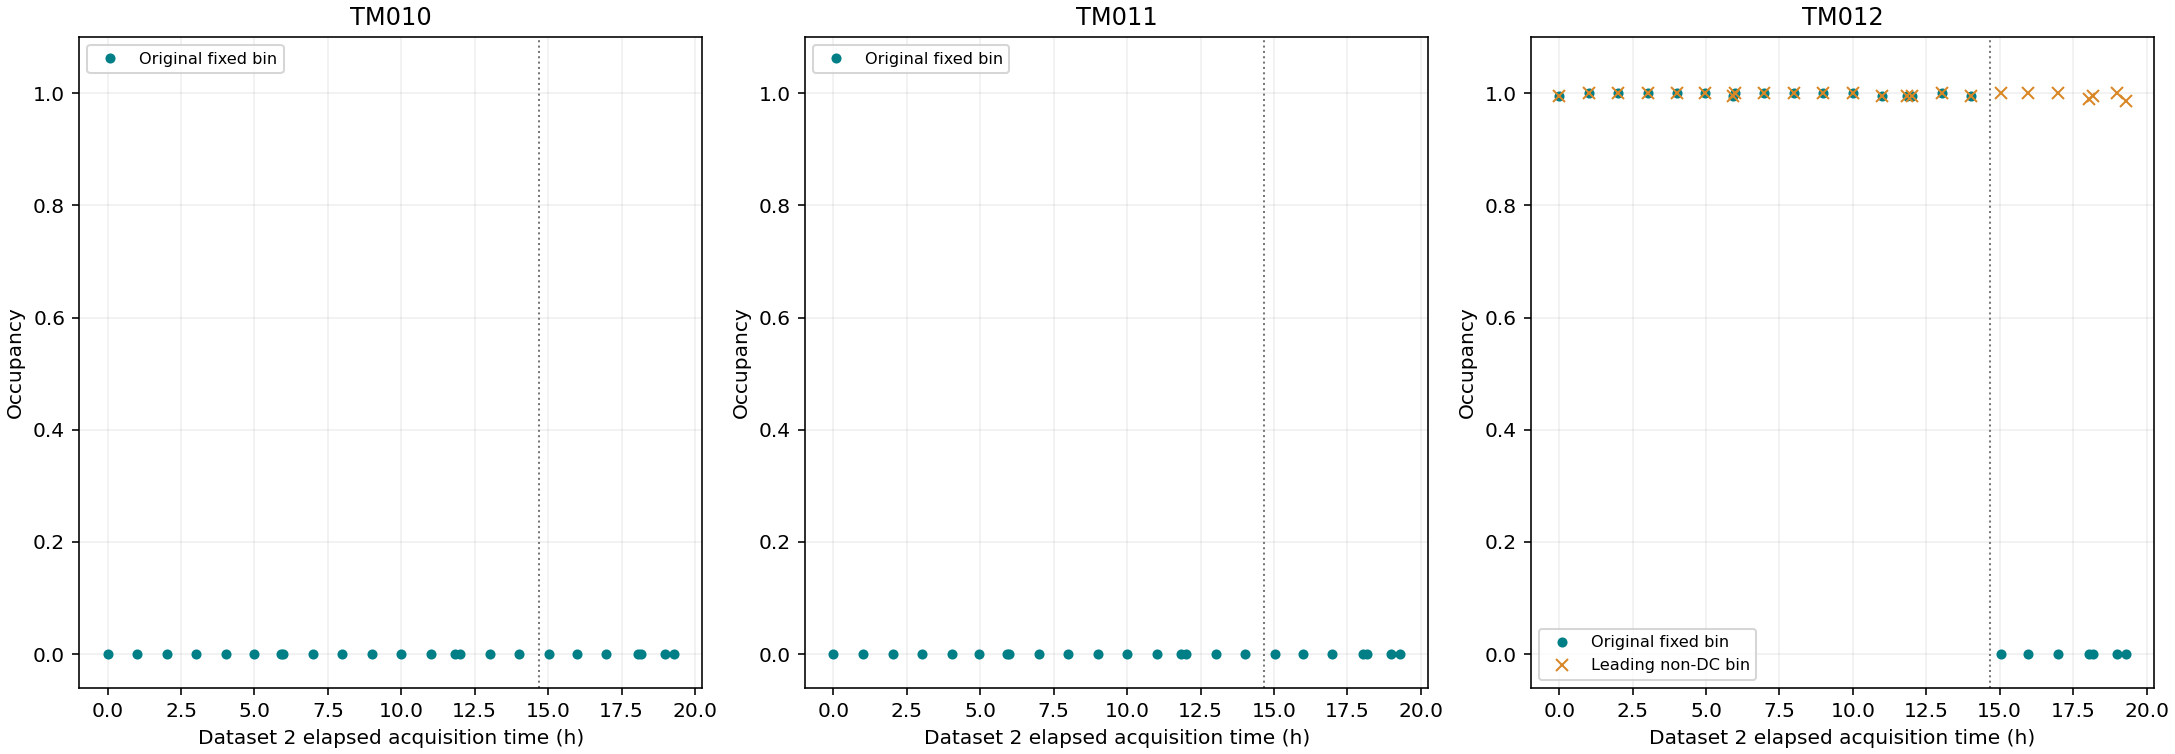 TM010
TM011
TM012
Original fixed bin
Original fixed bin
1.0
0.8
0.6
0.4
0.2
0.0
Occupancy
0.0 2.5 5.0 7.5 10.0 12.5 15.0 17.5 20.0
Dataset 2 elapsed acquisition time (h)
1.0
0.8
0.6
0.4
0.2
0.0
Occupancy
0.0 2.5 5.0 7.5 10.0 12.5 15.0 17.5 20.0
Dataset 2 elapsed acquisition time (h)
1.0
0.8
0.6
0.4
0.2
0.0
Occupancy
Original fixed bin
Leading non-DC bin
0.0 2.5 5.0 7.5 10.0 12.5 15.0 17.5 20.0
Dataset 2 elapsed acquisition time (h)